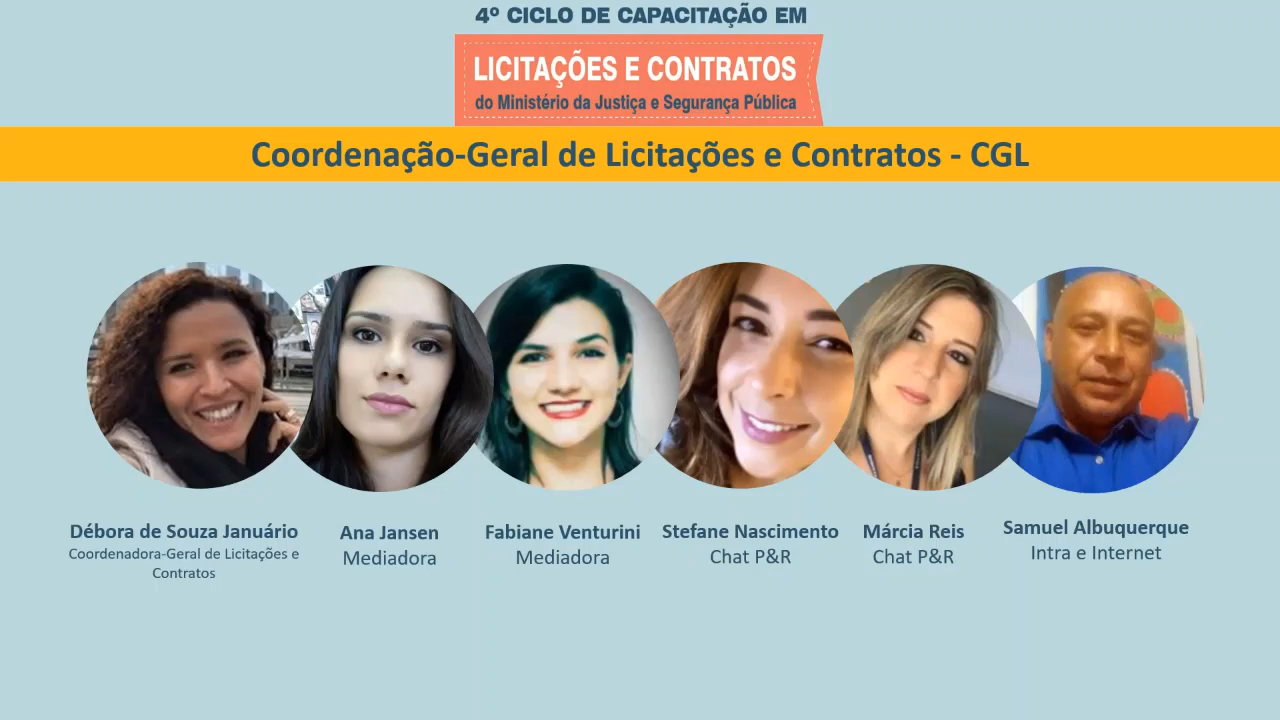 4º CICLO DE CAPACITAÇÃO EM
LICITAÇÕES E CONTRATOS
do Ministério da Justiça e Segurança Pública
Coordenação-Geral de Licitações e Contratos - CGL
Débora de Souza Januário
Coordenadora-Geral de Licitações e
Contratos
Ana Jansen
Mediadora
Fabiane Venturini
Mediadora
Stefane Nascimento
Chat P&R
Márcia Reis
Chat P&R
Samuel Albuquerque
Intra e Internet